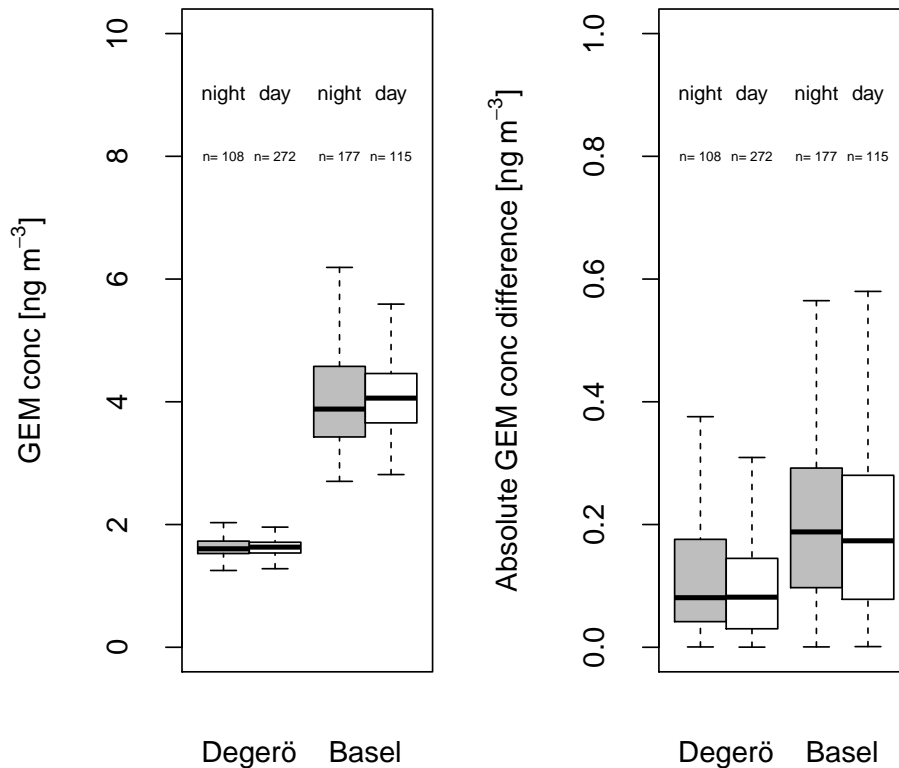 GEM conc [ng m⁻³]
10
8
6
4
2
0
night day night day
n= 108 n= 272 n= 177 n= 115
Degerö Basel
Absolute GEM conc difference [ng m⁻³]
1.0
0.8
0.6
0.4
0.2
0.0
night day night day
n= 108 n= 272 n= 177 n= 115
Degerö Basel